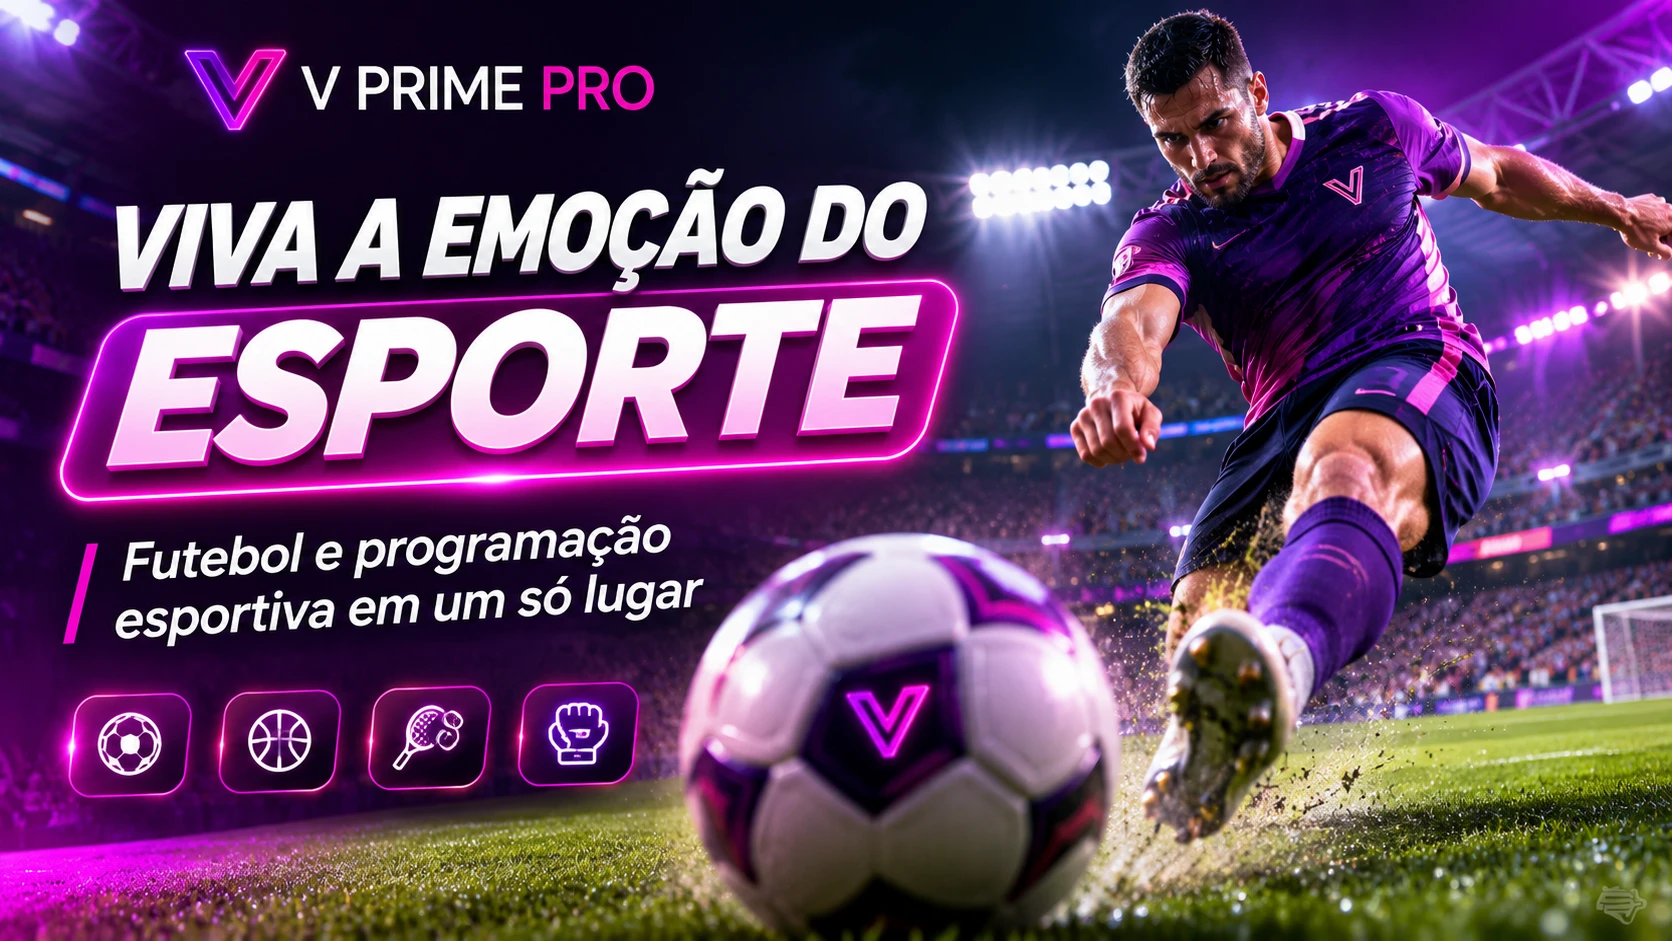 V PRIME PRO
VIVA A EMOÇÃO DO
ESPORTE
Futebol e programação
esportiva em um só lugar